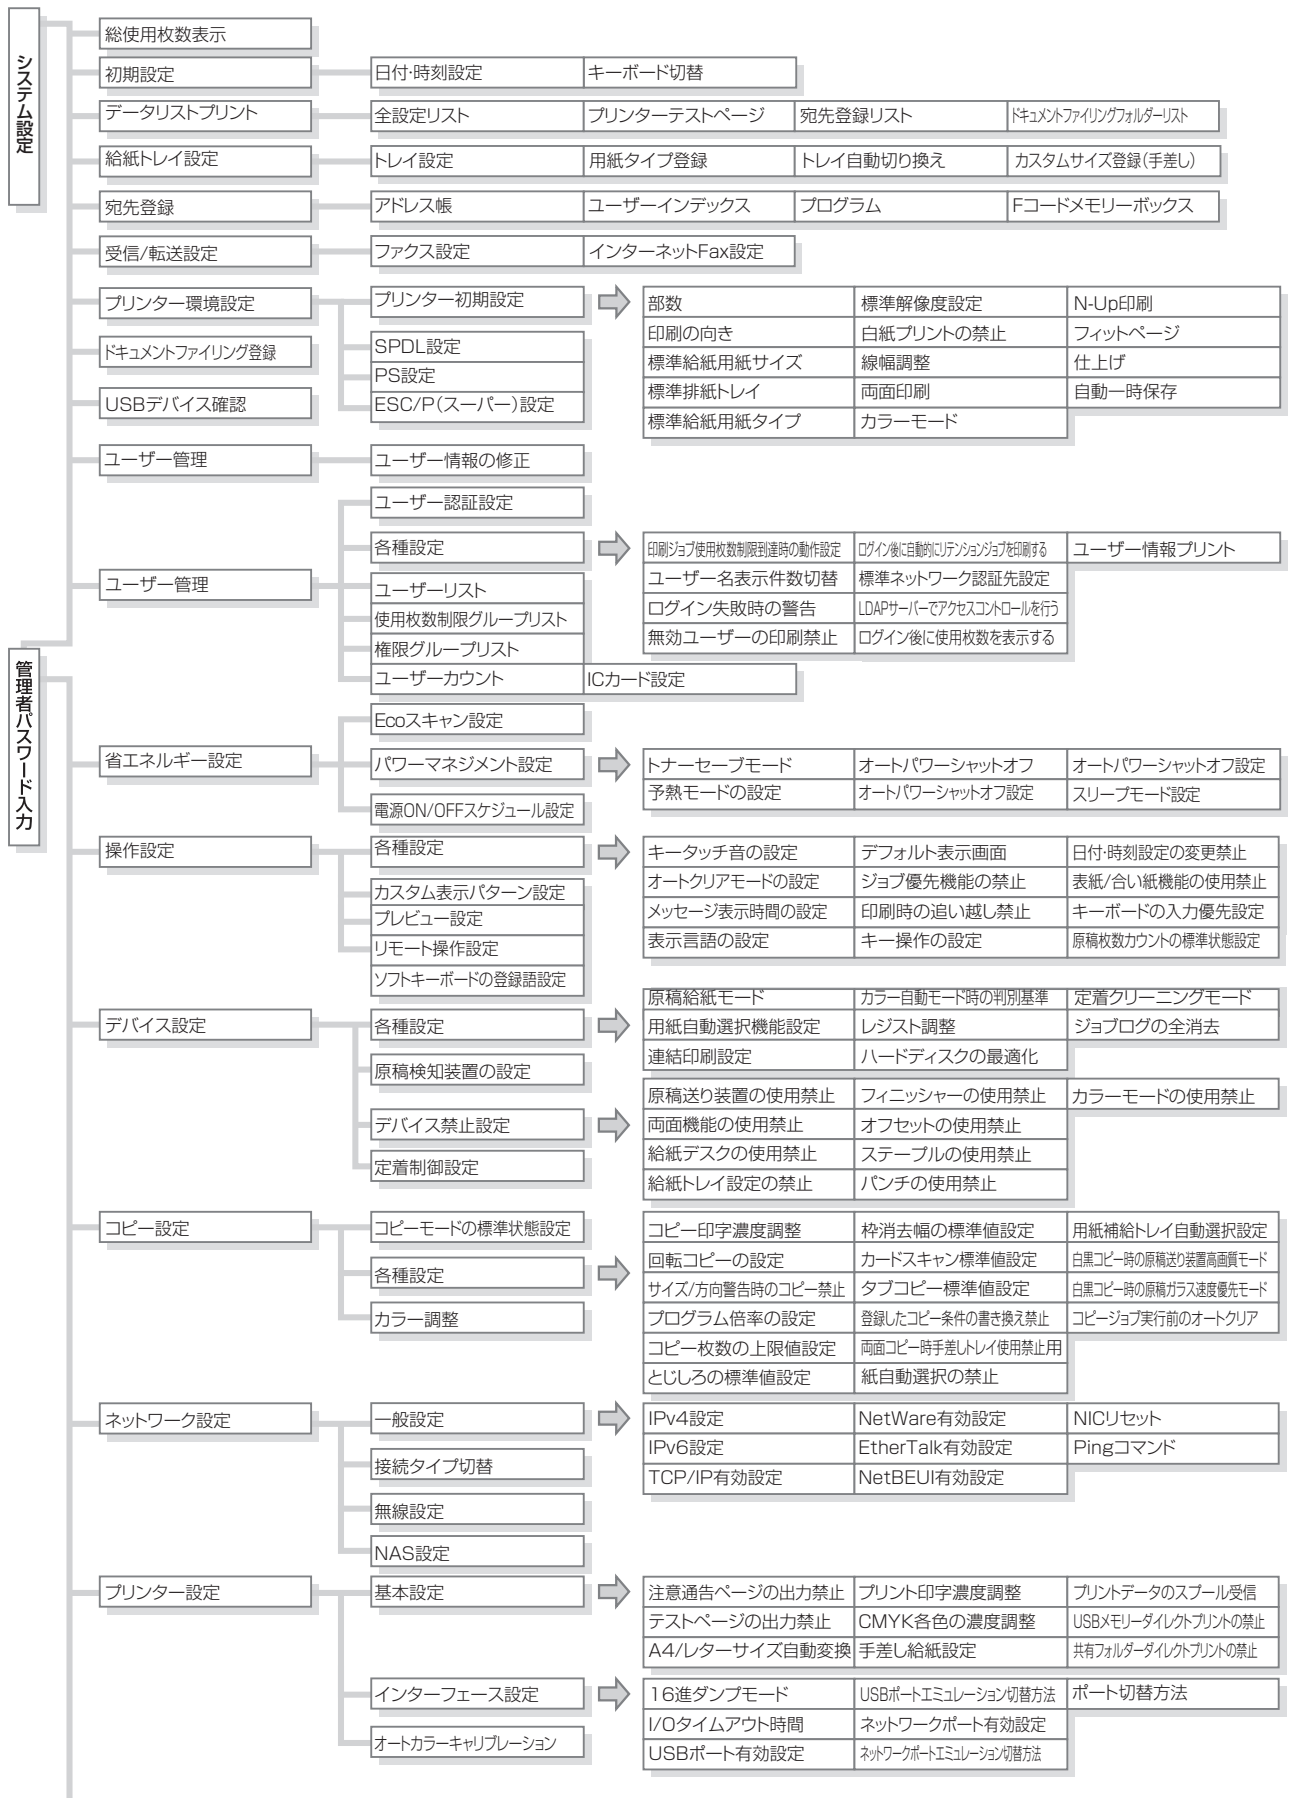 システム設定
総使用枚数表示
初期設定
日付･時刻設定
キーボード切替
データリストプリント
全設定リスト
プリンターテストページ
宛先登録リスト
ドキュメントファイリングフォルダーリスト
給紙トレイ設定
トレイ設定
用紙タイプ登録
トレイ自動切り換え
カスタムサイズ登録(手差し)
宛先登録
アドレス帳
ユーザーインデックス
プログラム
Fコードメモリーボックス
受信/転送設定
ファクス設定
インターネットFax設定
プリンター環境設定
プリンター初期設定
部数
標準解像度設定
N-Up印刷
印刷の向き
白紙プリントの禁止
フィットページ
標準給紙用紙サイズ
線幅調整
仕上げ
標準排紙トレイ
両面印刷
自動一時保存
標準給紙用紙タイプ
カラーモード
SPDL設定
PS設定
ESC/P(スーパー)設定
ドキュメントファイリング登録
USBデバイス確認
ユーザー管理
ユーザー情報の修正
ユーザー管理
ユーザー認証設定
各種設定
印刷ジョブ使用枚数制限到達時の動作設定
ログイン後に自動的にリテンションジョブを印刷する
ユーザー情報プリント
ユーザー名表示件数切替
標準ネットワーク認証先設定
ログイン失敗時の警告
LDAPサーバーでアクセスコントロールを行う
無効ユーザーの印刷禁止
ログイン後に使用枚数を表示する
ユーザーリスト
使用枚数制限グループリスト
権限グループリスト
ユーザーカウント
ICカード設定
管理者パスワード入力
省エネルギー設定
Ecoスキャン設定
パワーマネジメント設定
トナーセーブモード
オートパワーシャットオフ
オートパワーシャットオフ設定
予熱モードの設定
オートパワーシャットオフ設定
スリープモード設定
電源ON/OFFスケジュール設定
操作設定
各種設定
キータッチ音の設定
デフォルト表示画面
日付･時刻設定の変更禁止
オートクリアモードの設定
ジョブ優先機能の禁止
表紙/合い紙機能の使用禁止
メッセージ表示時間の設定
印刷時の追い越し禁止
キーボードの入力優先設定
表示言語の設定
キー操作の設定
原稿枚数カウントの標準状態設定
カスタム表示パターン設定
プレビュー設定
リモート操作設定
ソフトキーボードの登録語設定
デバイス設定
各種設定
原稿給紙モード
カラー自動モード時の判別基準
定着クリーニングモード
用紙自動選択機能設定
レジスト調整
ジョブログの全消去
連結印刷設定
ハードディスクの最適化
原稿検知装置の設定
デバイス禁止設定
原稿送り装置の使用禁止
フィニッシャーの使用禁止
カラーモードの使用禁止
両面機能の使用禁止
オフセットの使用禁止
給紙デスクの使用禁止
ステープルの使用禁止
給紙トレイ設定の禁止
パンチの使用禁止
定着制御設定
コピー設定
コピーモードの標準状態設定
各種設定
コピー印字濃度調整
枠消去幅の標準値設定
用紙補給トレイ自動選択設定
回転コピーの設定
カードスキャン標準値設定
白黒コピー時の原稿送り装置高画質モード
サイズ/方向警告時のコピー禁止
タブコピー標準値設定
白黒コピー時の原稿ガラス速度優先モード
プログラム倍率の設定
登録したコピー条件の書き換え禁止
コピージョブ実行前のオートクリア
コピー枚数の上限値設定
両面コピー時手差しトレイ使用禁止用
とじしろの標準値設定
紙自動選択の禁止
カラー調整
ネットワーク設定
一般設定
IPv4設定
NetWare有効設定
NICリセット
IPv6設定
EtherTalk有効設定
Pingコマンド
TCP/IP有効設定
NetBEUI有効設定
接続タイプ切替
無線設定
NAS設定
プリンター設定
基本設定
注意通告ページの出力禁止
プリント印字濃度調整
プリントデータのスプール受信
テストページの出力禁止
CMYK各色の濃度調整
USBメモリーダイレクトプリントの禁止
A4/レターサイズ自動変換
手差し給紙設定
共有フォルダーダイレクトプリントの禁止
インターフェース設定
16進ダンプモード
USBポートエミュレーション切替方法
ポート切替方法
I/Oタイムアウト時間
ネットワークポート有効設定
USBポート有効設定
ネットワークポートエミュレーション切替方法
オートカラーキャリブレーション